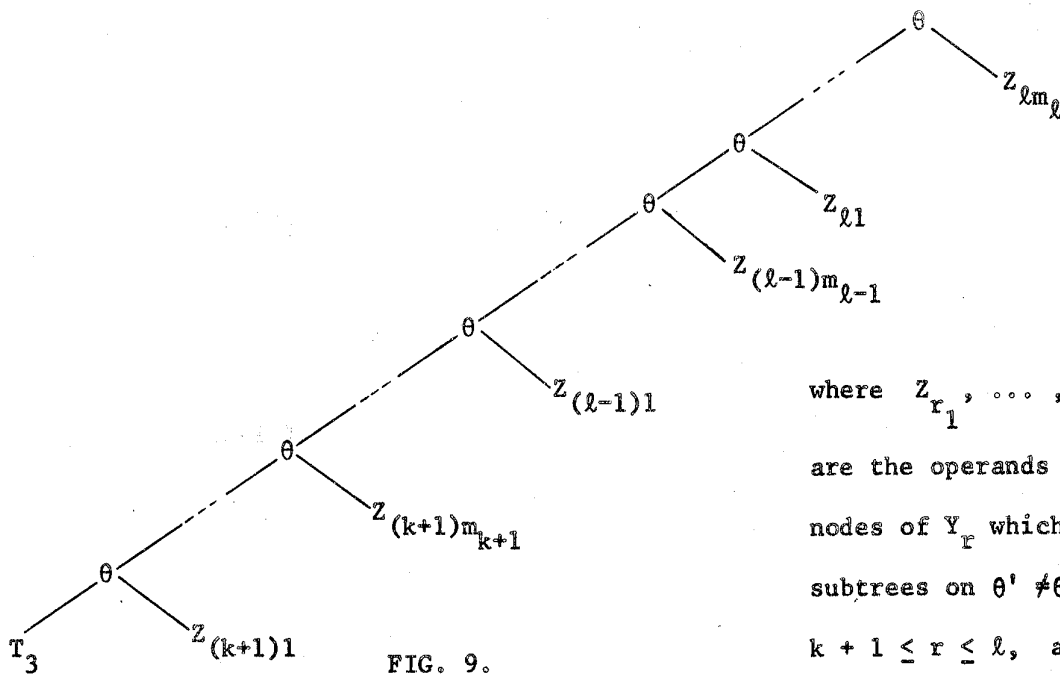 θ
Z_{ℓm_ℓ}
θ
Z_{ℓ1}
θ
Z_{(ℓ-1)m_{ℓ-1}}
θ
Z_{(ℓ-1)1}
where Z_{r_1}, ... ,
are the operands
θ
nodes of Y_r which
Z_{(k+1)m_{k+1}}
subtrees on θ' ≠θ
θ
k + 1 ≤ r ≤ ℓ, a
T_3
Z_{(k+1)1}
FIG. 9.